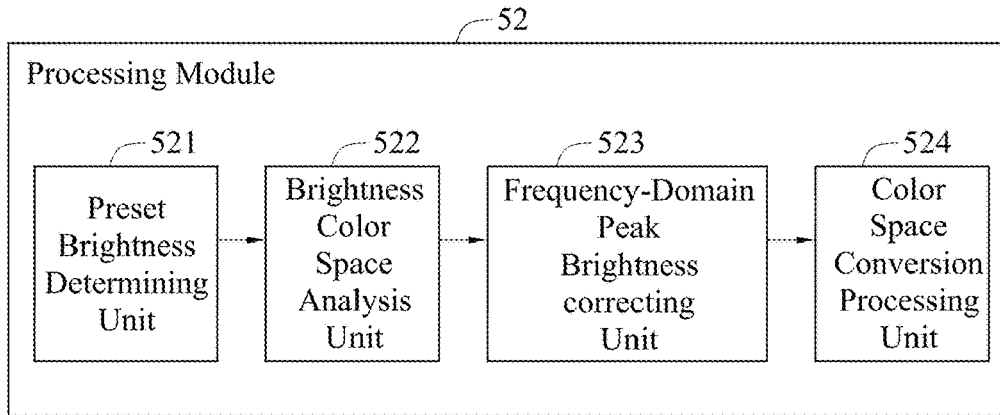 52
Processing Module
521
522
523
524
Preset
Brightness
Determining
Unit
Brightness
Color
Space
Analysis
Unit
Frequency-Domain
Peak
Brightness
correcting
Unit
Color
Space
Conversion
Processing
Unit